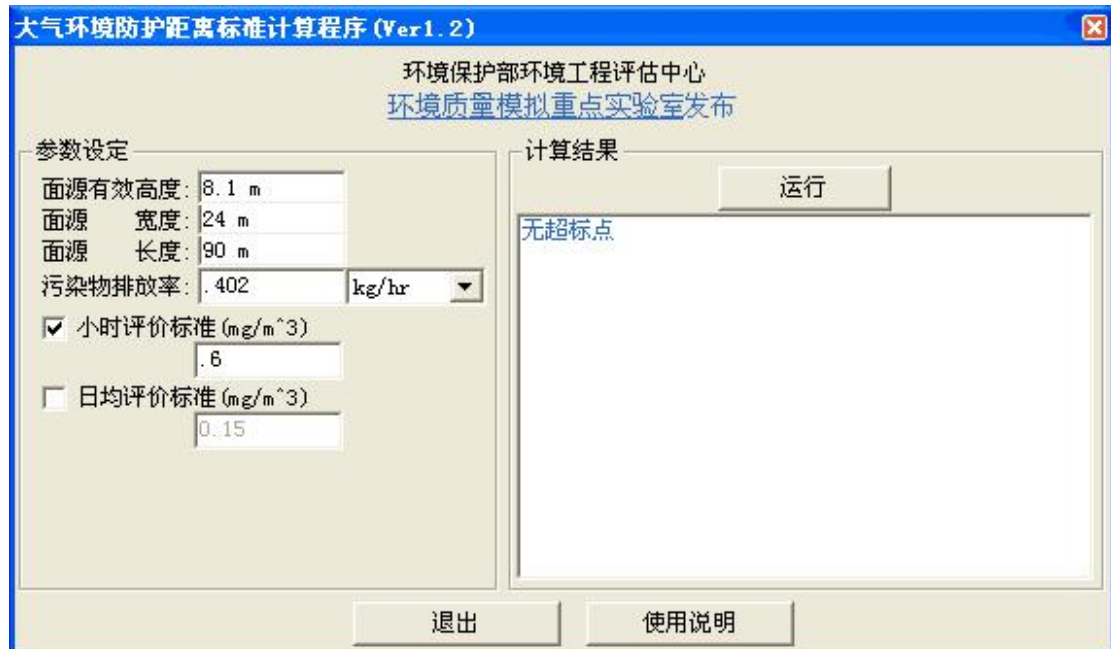 大气环境防护距离标准计算程序(Ver1.2)
环境保护部环境工程评估中心
环境质量模拟重点实验室发布
参数设定
面源有效高度: 8.1 m
面源 宽度: 24 m
面源 长度: 90 m
污染物排放率: .402 kg/hr
小时评价标准(mg/m^3)
.6
日均评价标准(mg/m^3)
0.15
计算结果
运行
无超标点
退出 使用说明